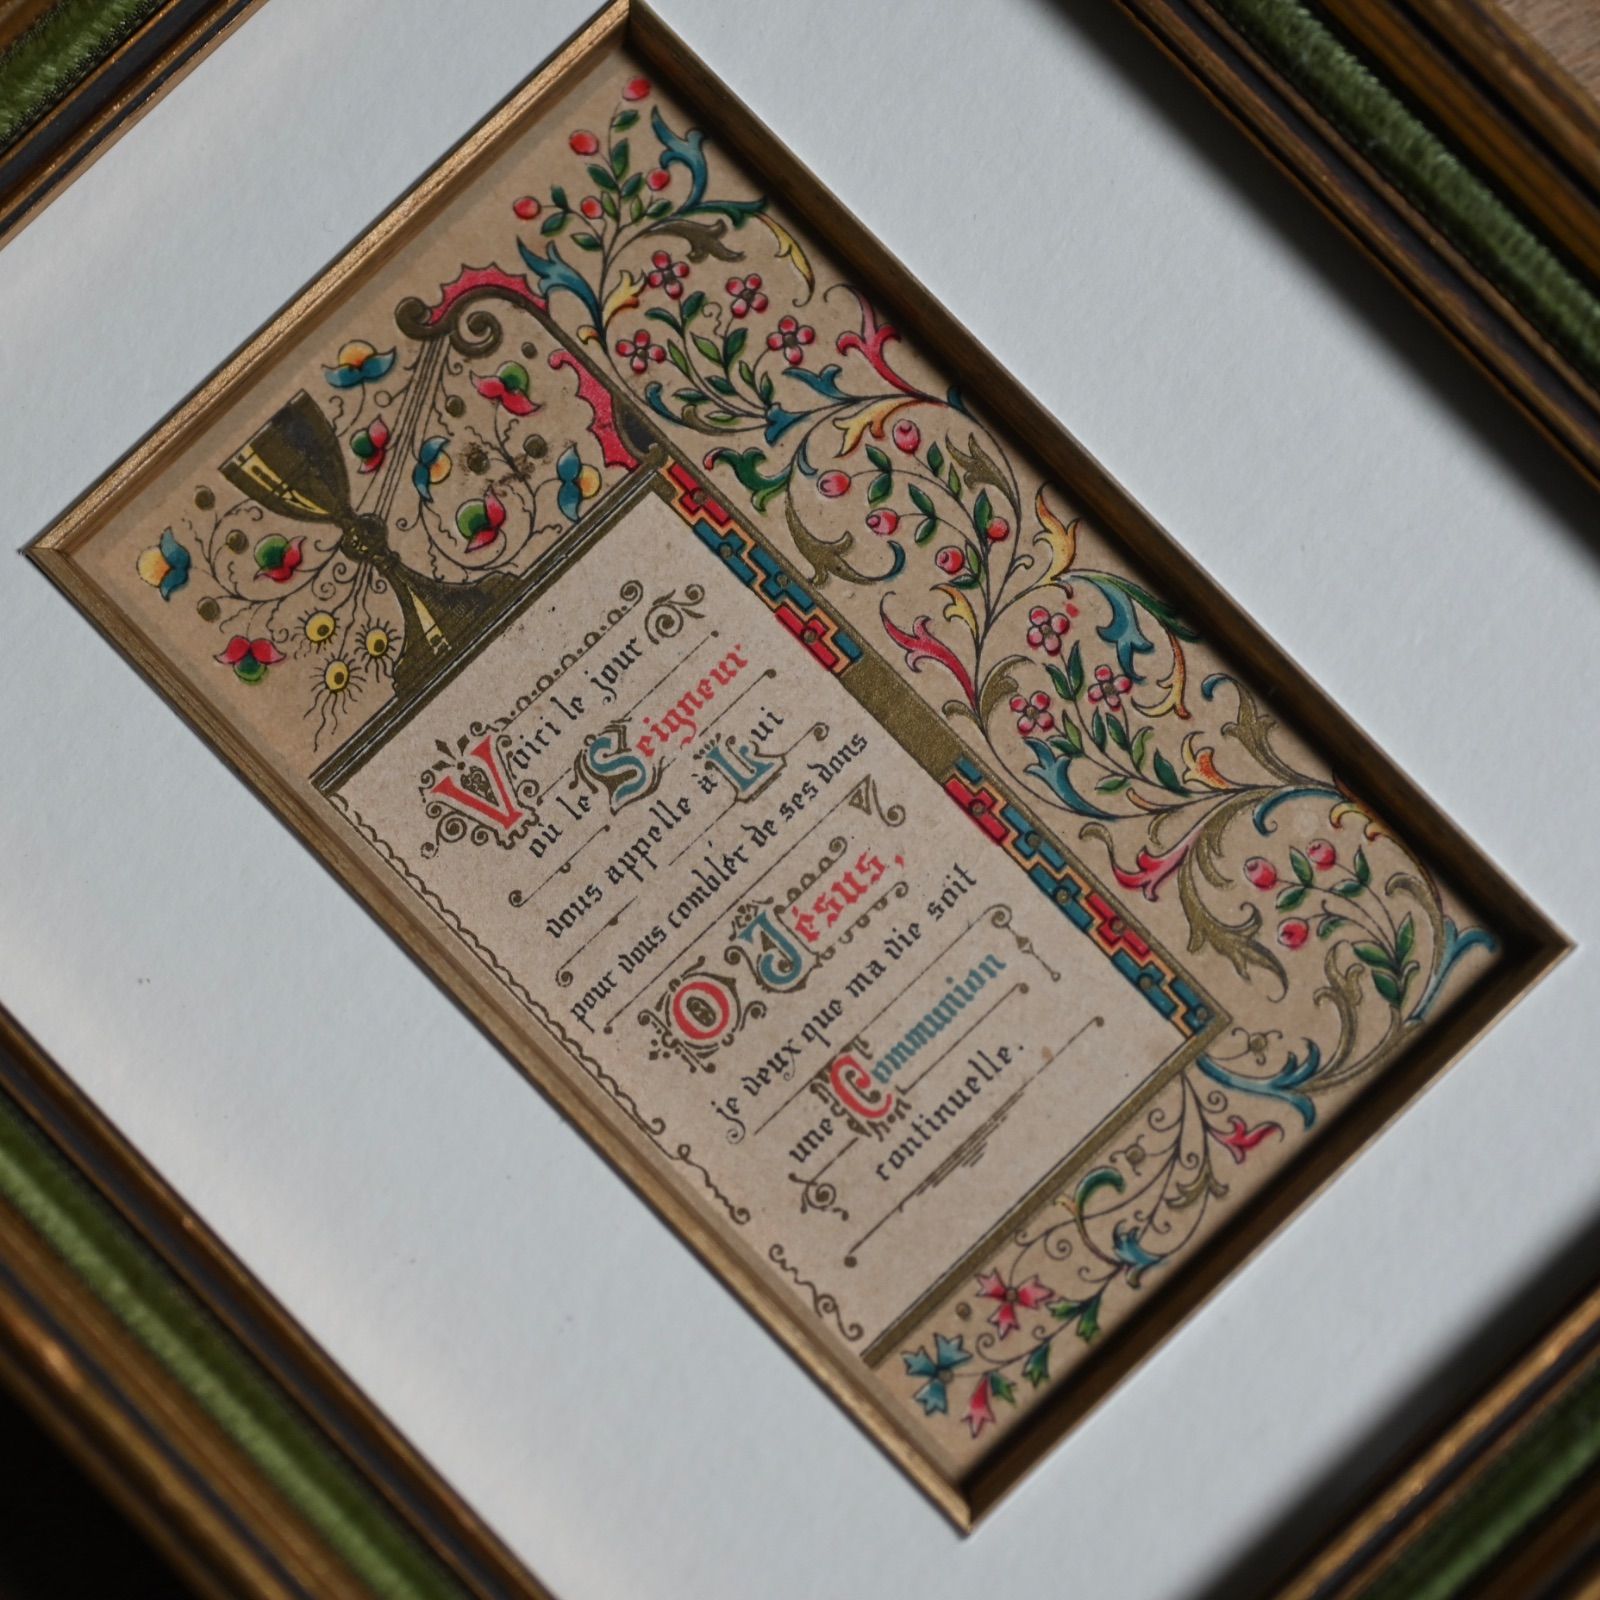 Voici le jour
où le Seigneur
vous appelle à Lui
pour vous combler de ses dons
O Jésus,
je veux que ma vie soit
une Communion
continuelle.